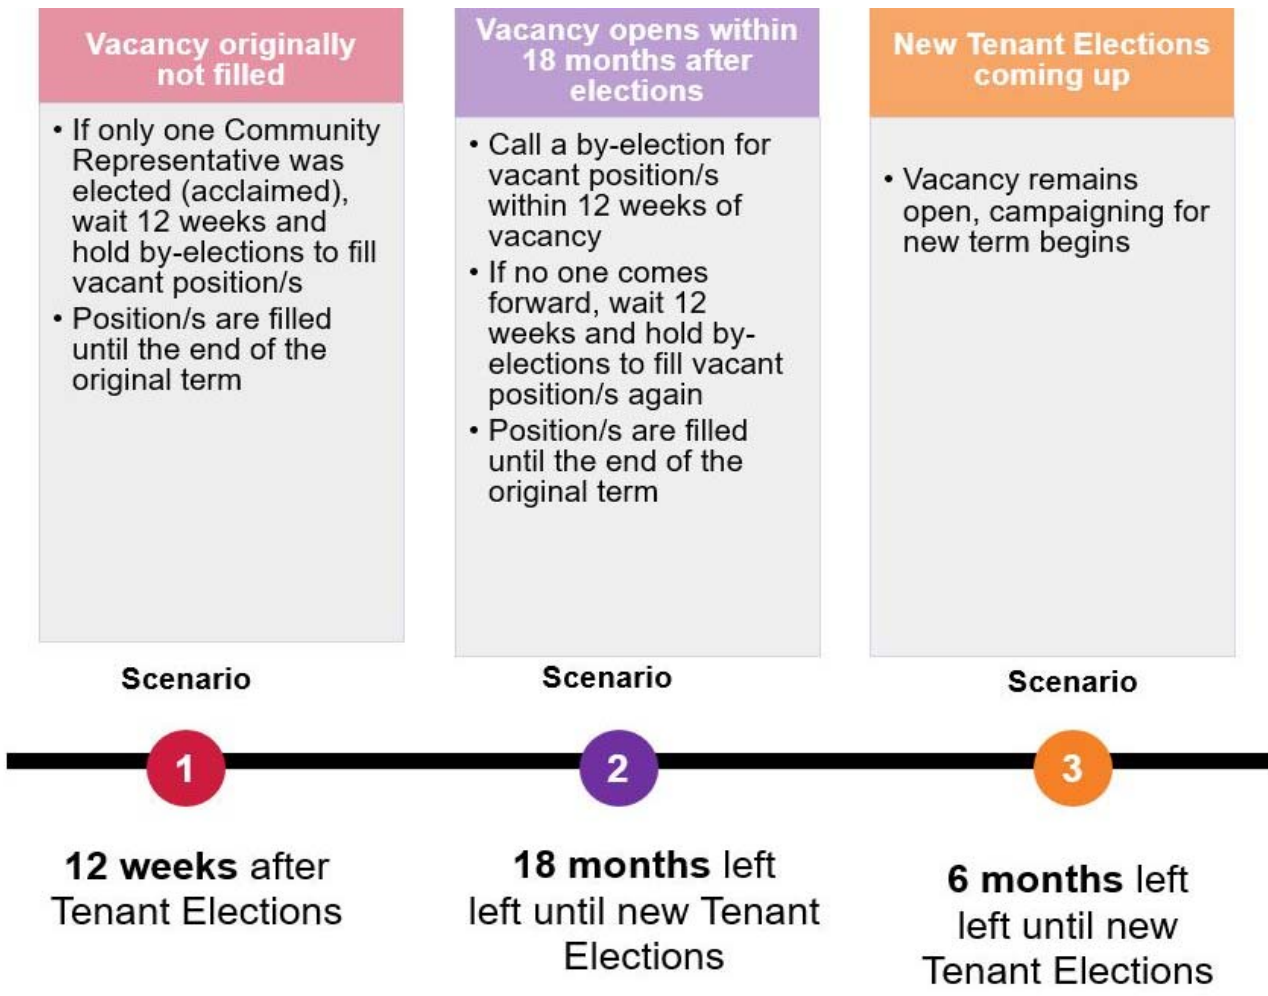 Vacancy originally
not filled
• If only one Community
Representative was
elected (acclaimed),
wait 12 weeks and
hold by-elections to fill
vacant position/s
• Position/s are filled
until the end of the
original term
Vacancy opens within
18 months after
elections
• Call a by-election for
vacant position/s
within 12 weeks of
vacancy
• If no one comes
forward, wait 12
weeks and hold by-
elections to fill vacant
position/s again
• Position/s are filled
until the end of the
original term
New Tenant Elections
coming up
• Vacancy remains
open, campaigning for
new term begins
Scenario
1
12 weeks after
Tenant Elections
Scenario
2
18 months left
left until new Tenant
Elections
Scenario
3
6 months left
left until new
Tenant Elections